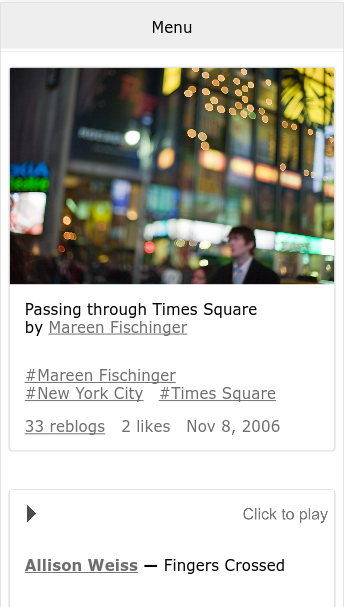 Menu
Passing through Times Square
by Mareen Fischinger
#Mareen Fischinger
#New York City #Times Square
33 reblogs 2 likes Nov 8, 2006
Click to play
Allison Weiss — Fingers Crossed